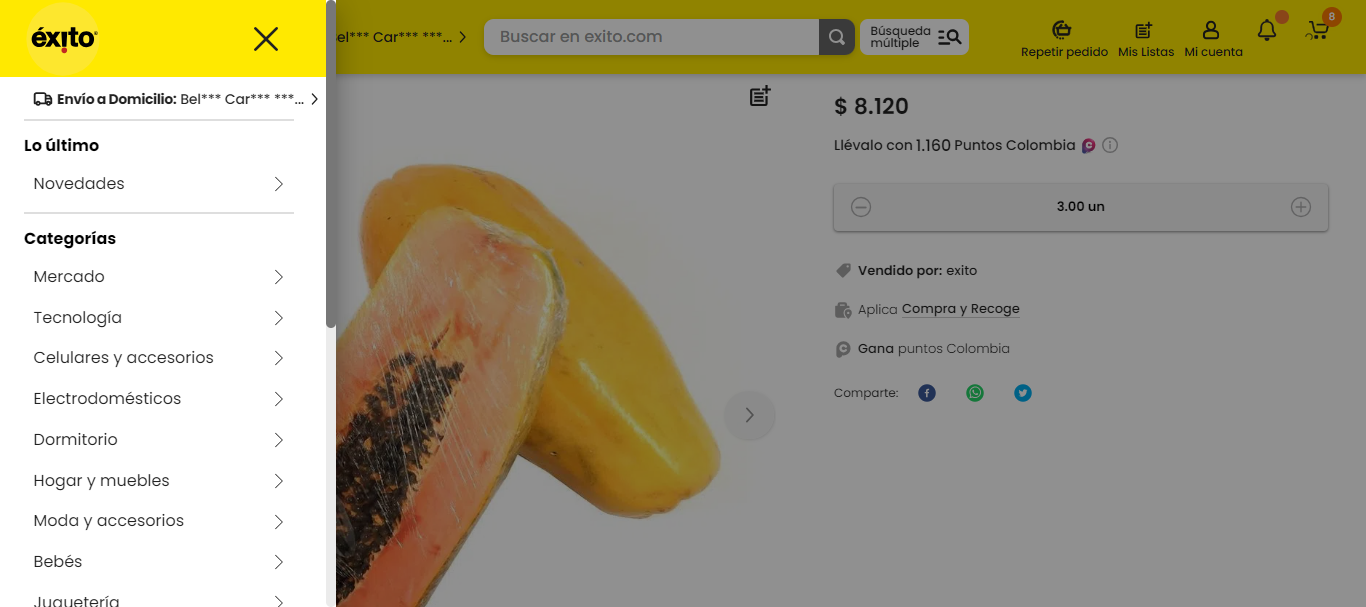 éxito
Envío a Domicilio: Bel*** Car*** ***...
Lo último
Novedades
Categorías
Mercado
Tecnología
Celulares y accesorios
Electrodomésticos
Dormitorio
Hogar y muebles
Moda y accesorios
Bebés
Juguetería
Bel*** Car*** ***...
Buscar en exito.com
Búsqueda
múltiple
Repetir pedido
Mis Listas
Mi cuenta
8
$ 8.120
Llévalo con 1.160 Puntos Colombia
3.00 un
Vendido por: exito
Aplica Compra y Recoge
Gana puntos Colombia
Comparte: